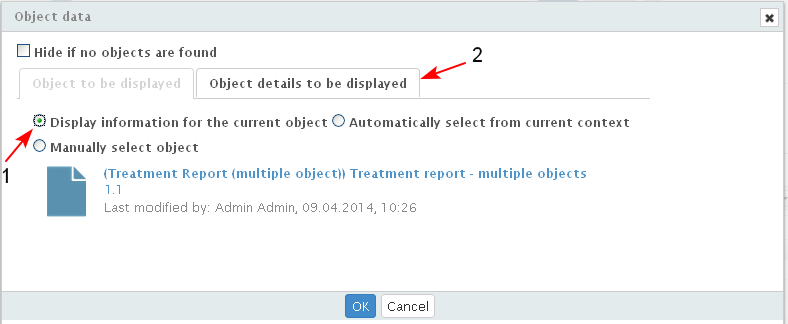 Object data
Hide if no objects are found
2
Object to be displayed Object details to be displayed
Display information for the current object Automatically select from current context
1
Manually select object
(Treatment Report (multiple object)) Treatment report - multiple objects
1.1
Last modified by: Admin Admin, 09.04.2014, 10:26
OK Cancel